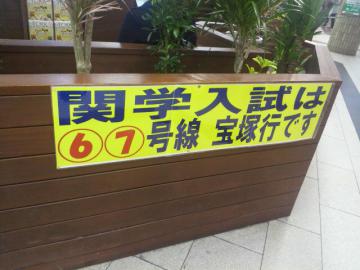 関学入試は
⑥⑦号線 宝塚行です